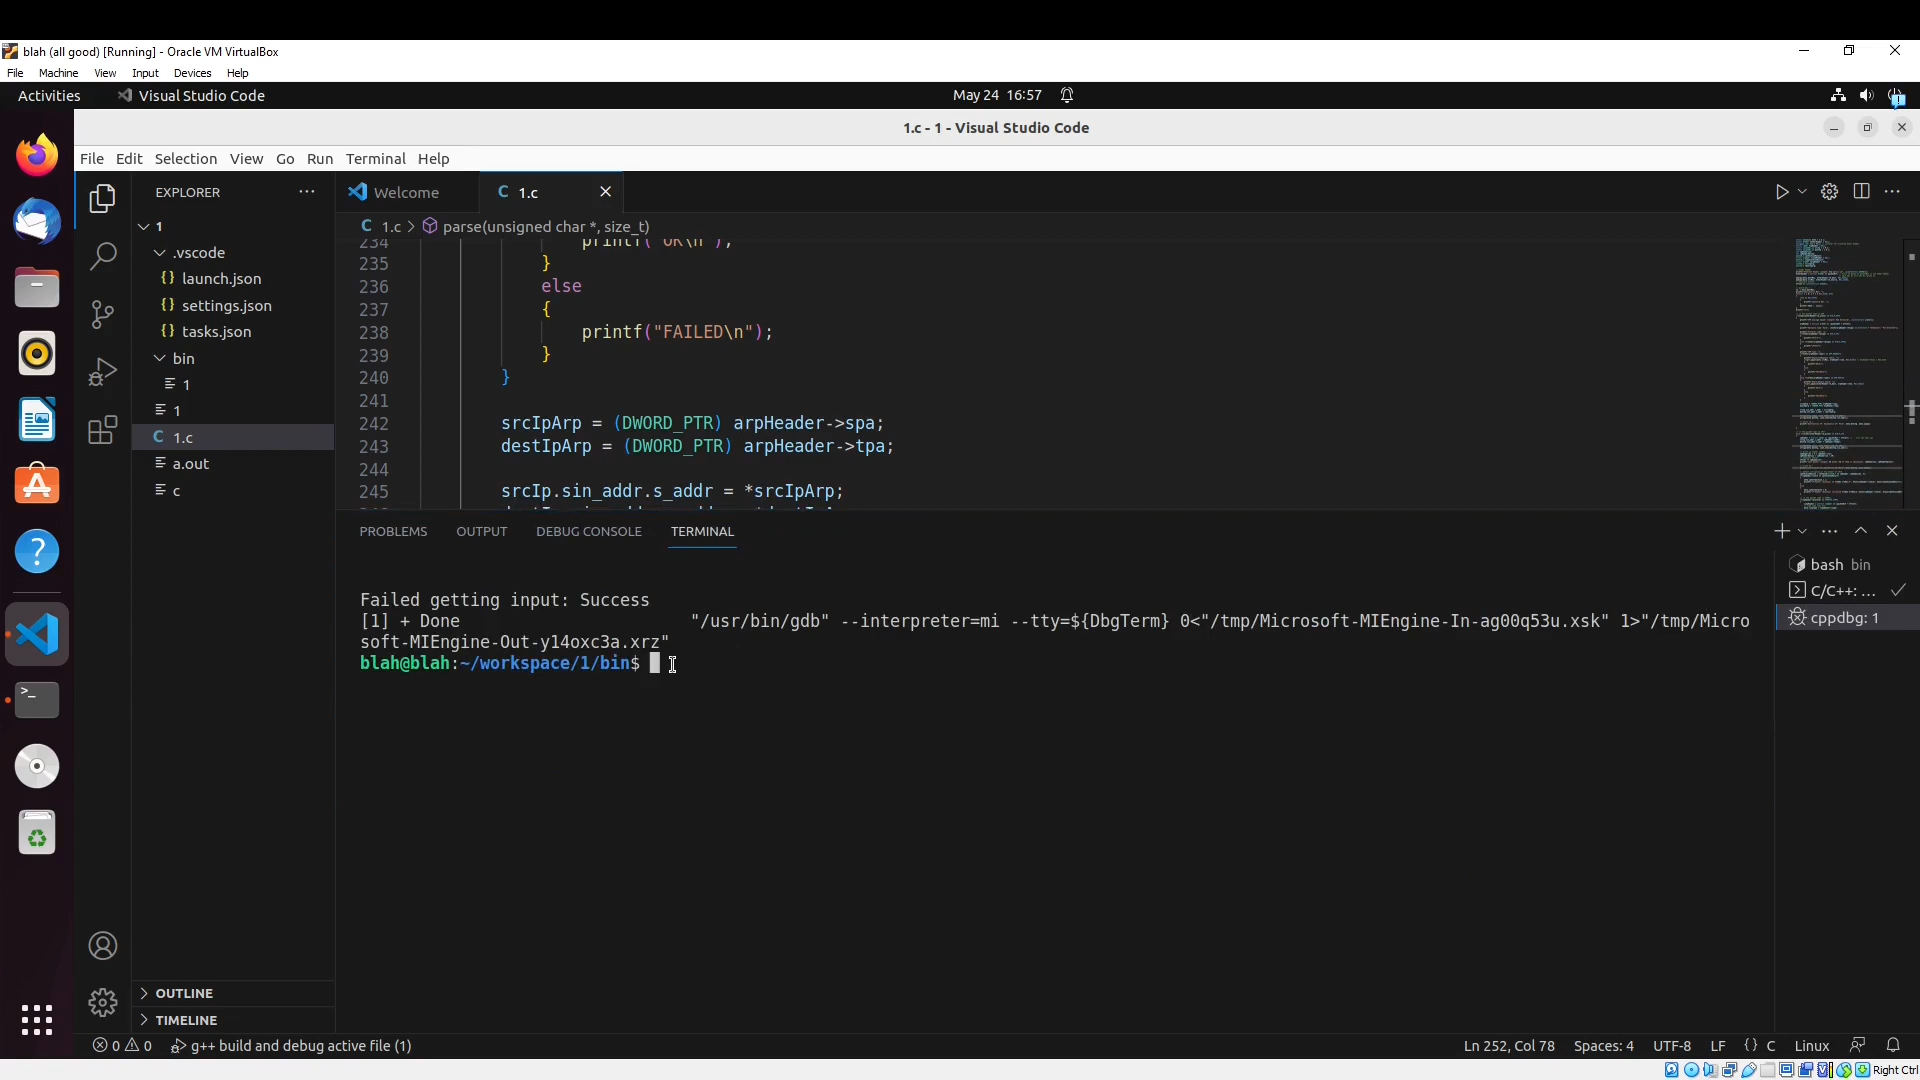 blah (all good) [Running] - Oracle VM VirtualBox
File Machine View Input Devices Help
Activities Visual Studio Code May 24 16:57
1.c - 1 - Visual Studio Code
File Edit Selection View Go Run Terminal Help
EXPLORER
Welcome
C 1.c
1
.vscode
{} launch.json
{} settings.json
{} tasks.json
bin
1
1
C 1.c
a.out
c
OUTLINE
TIMELINE
C 1.c > parse(unsigned char *, size_t)
234 printf("OK\n");
235 }
236 else
237 {
238 printf("FAILED\n");
239 }
240 }
241
242 srcIpArp = (DWORD_PTR) arpHeader->spa;
243 destIpArp = (DWORD_PTR) arpHeader->tpa;
244
245 srcIp.sin_addr.s_addr = *srcIpArp;
PROBLEMS OUTPUT DEBUG CONSOLE TERMINAL
Failed getting input: Success
[1] + Done "/usr/bin/gdb" --interpreter=mi --tty=${DbgTerm} 0<"/tmp/Microsoft-MIEngine-In-ag00q53u.xsk" 1>"/tmp/Micro
soft-MIEngine-Out-y14oxc3a.xrz"
blah@blah:~/workspace/1/bin$
bash bin
C/C++: ...
cppdbg: 1
0 0 g++ build and debug active file (1) Ln 252, Col 78 Spaces: 4 UTF-8 LF {} C Linux
Right Ctrl